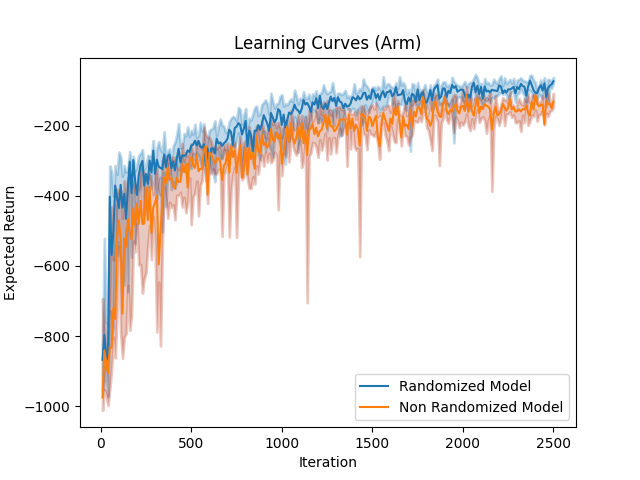 Learning Curves (Arm)
Expected Return
−200
−400
−600
−800
−1000
0
500
1000
1500
2000
2500
Iteration
Randomized Model
Non Randomized Model